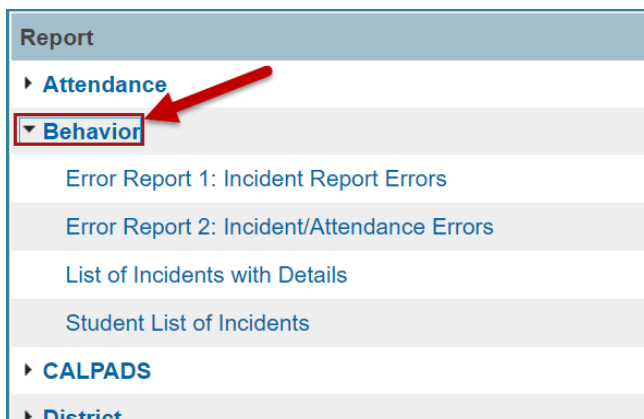 Report
Attendance
Behavior
Error Report 1: Incident Report Errors
Error Report 2: Incident/Attendance Errors
List of Incidents with Details
Student List of Incidents
CALPADS
District